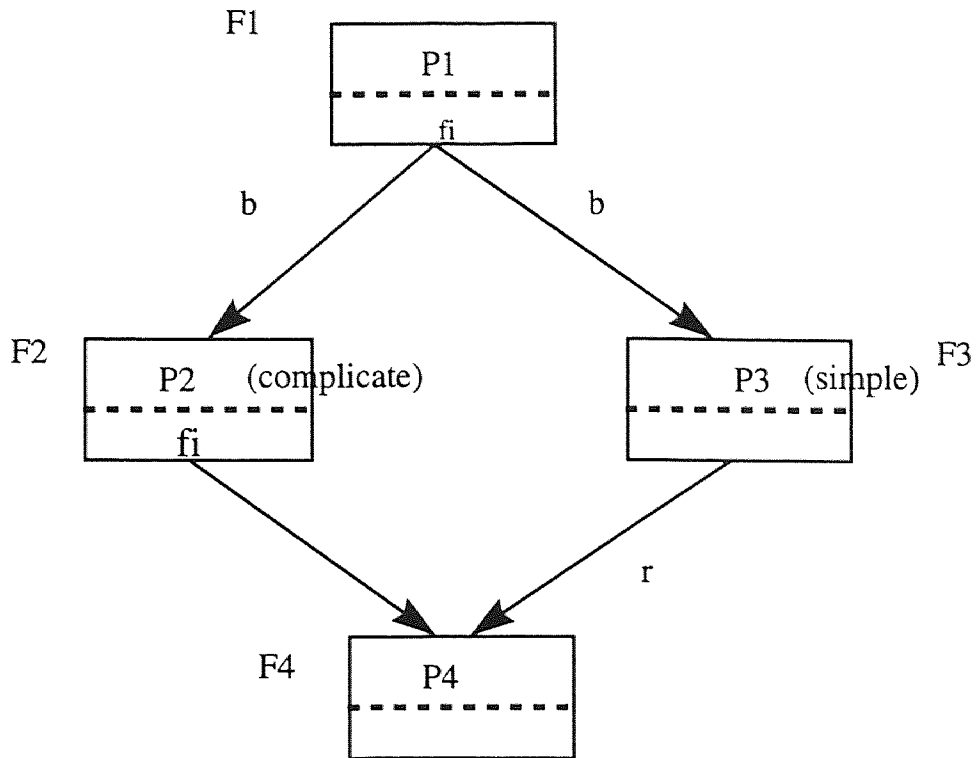 F1
P1
fi
b
b
F2
P2 (complicate)
fi
P3 (simple)
F3
r
F4
P4